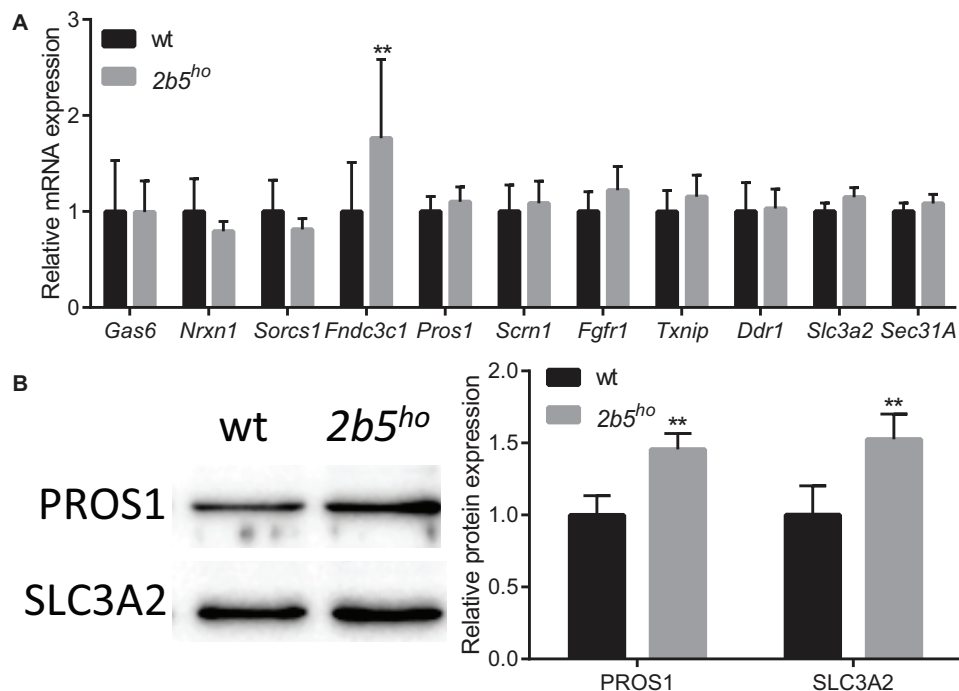 A
wt
2b5ho
Relative mRNA expression
3
2
1
0
**
Gas6 Nrxn1 Sorcs1 Fndc3c1 Pros1 Scrn1 Fgfr1 Txnip Ddr1 Slc3a2 Sec31A
B
wt 2b5ho
PROS1
SLC3A2
wt
2b5ho
Relative protein expression
2.0
1.5
1.0
0.5
0.0
** **
PROS1 SLC3A2